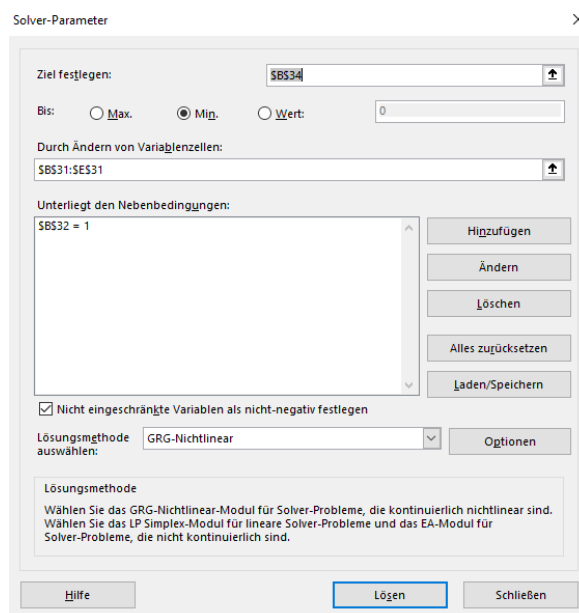 Solver-Parameter
Ziel festlegen: $B$34
Bis: Max. Min. Wert: 0
Durch Ändern von Variablenzellen:
$B$31:$E$31
Unterliegt den Nebenbedingungen:
$B$32 = 1
Hinzufügen
Ändern
Löschen
Alles zurücksetzen
Laden/Speichern
Nicht eingeschränkte Variablen als nicht-negativ festlegen
Lösungsmethode auswählen: GRG-Nichtlinear Optionen
Lösungsmethode
Wählen Sie das GRG-Nichtlinear-Modul für Solver-Probleme, die kontinuierlich nichtlinear sind.
Wählen Sie das LP Simplex-Modul für lineare Solver-Probleme und das EA-Modul für
Solver-Probleme, die nicht kontinuierlich sind.
Hilfe Lösen Schließen